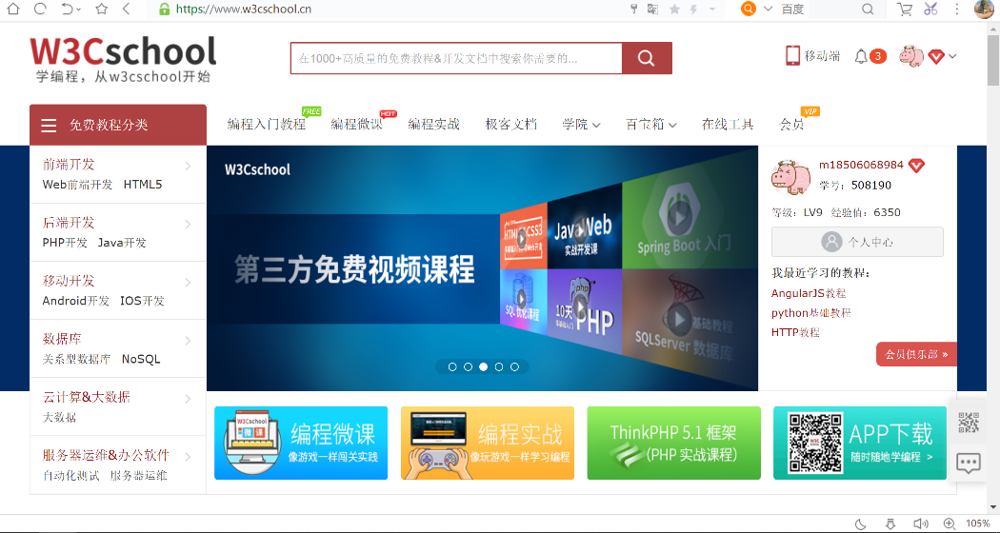 https://www.w3cschool.cn
百度
W3Cschool
学编程，从w3cschool开始
在1000+高质量的免费教程&开发文档中搜索你需要的...
移动端
3
免费教程分类
编程入门教程 FREE
编程微课 HOT
编程实战
极客文档
学院
百宝箱
在线工具
会员 VIP
前端开发
Web前端开发 HTML5
后端开发
PHP开发 Java开发
移动开发
Android开发 IOS开发
数据库
关系型数据库 NoSQL
云计算&大数据
大数据
服务器运维&办公软件
自动化测试 服务器运维
W3Cschool
第三方免费视频课程
HTML5+CSS3
JavaWeb
实战开发课
Spring Boot 入门
SQL 优化课程
10天
PHP
基础教程
SQLServer 数据库
m18506068984
学号：508190
等级：LV9 经验值：6350
个人中心
我最近学习的教程：
AngularJS教程
python基础教程
HTTP教程
会员俱乐部 »
W3Cschool
微课
编程微课
像游戏一样闯关实践
编程实战
像玩游戏一样学习编程
ThinkPHP 5.1 框架
(PHP 实战课程)
W3C
school
APP下载
随时随地学编程 >
105%